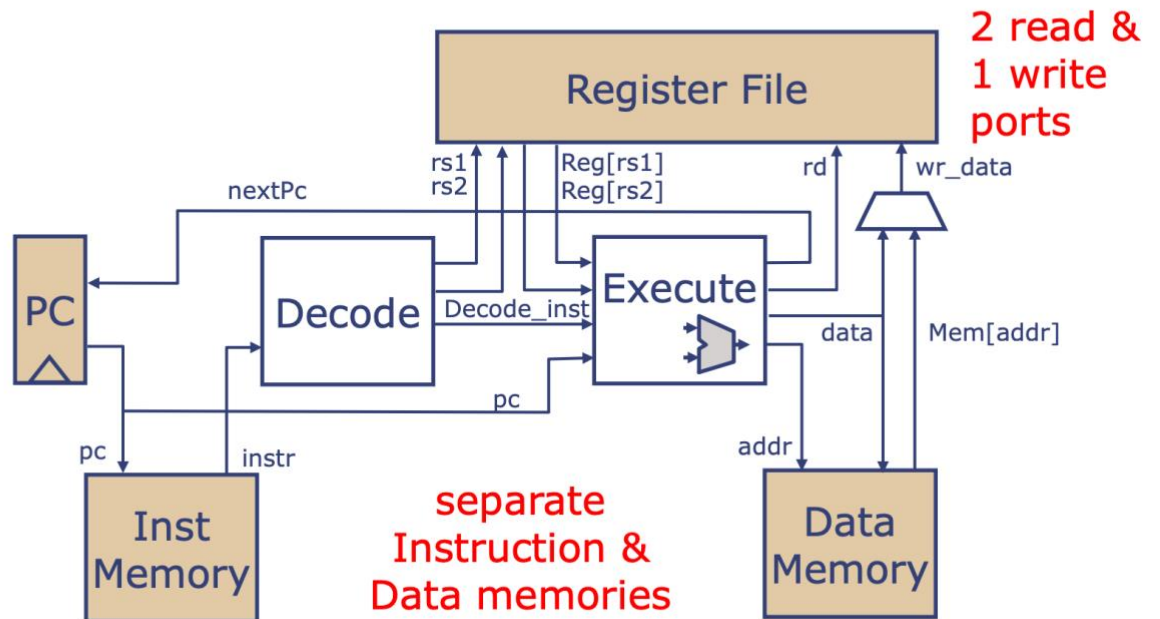 2 read &
1 write
ports
Register File
rs1
rs2
Reg[rs1]
Reg[rs2]
rd
wr_data
nextPc
PC
Decode
Decode_inst
Execute
data
Mem[addr]
pc
pc
instr
addr
Inst
Memory
separate
Instruction &
Data memories
Data
Memory